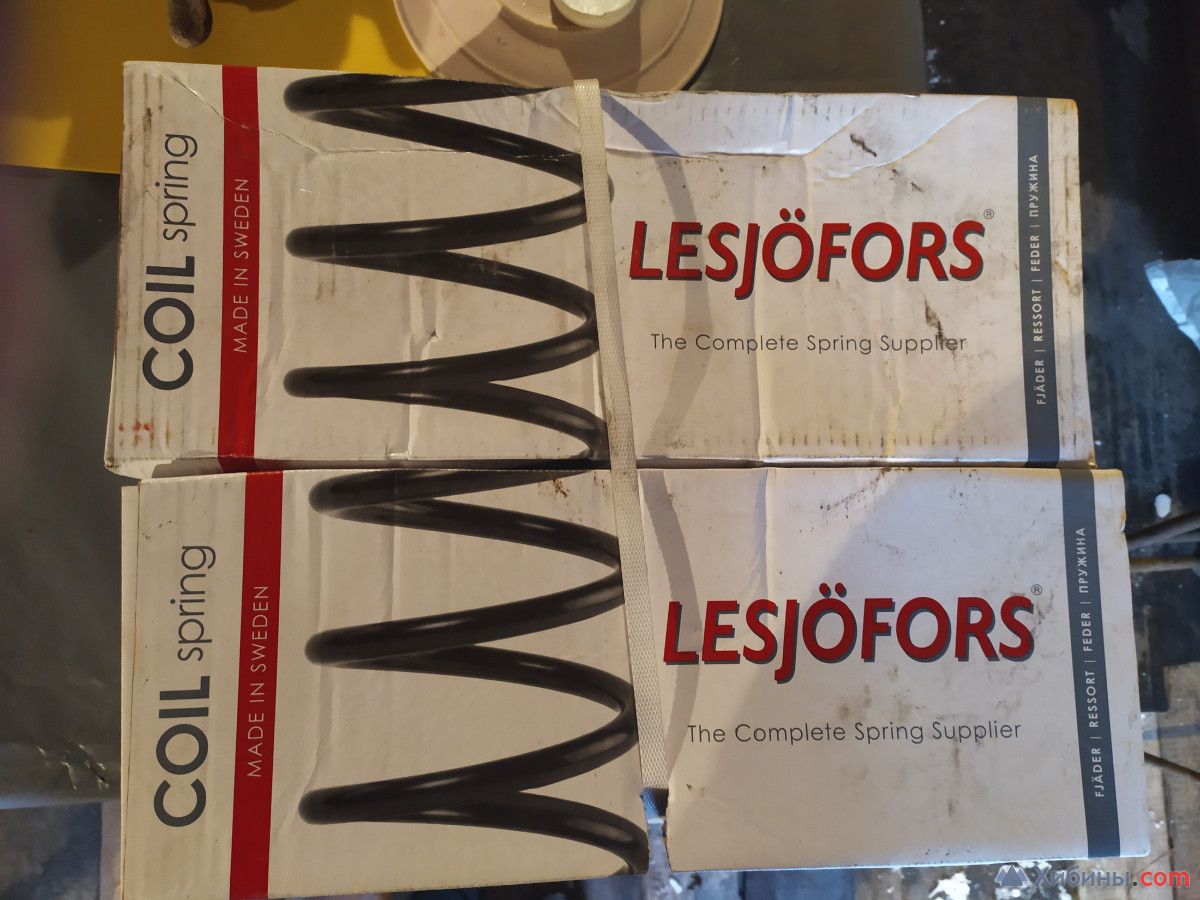 COIL spring
MADE IN SWEDEN
LESJÖFORS®
The Complete Spring Supplier
FJÄDER | RESSORT | FEDER | ПРУЖИНА
COIL spring
MADE IN SWEDEN
LESJÖFORS®
The Complete Spring Supplier
FJÄDER | RESSORT | FEDER | ПРУЖИНА
Хибины.com